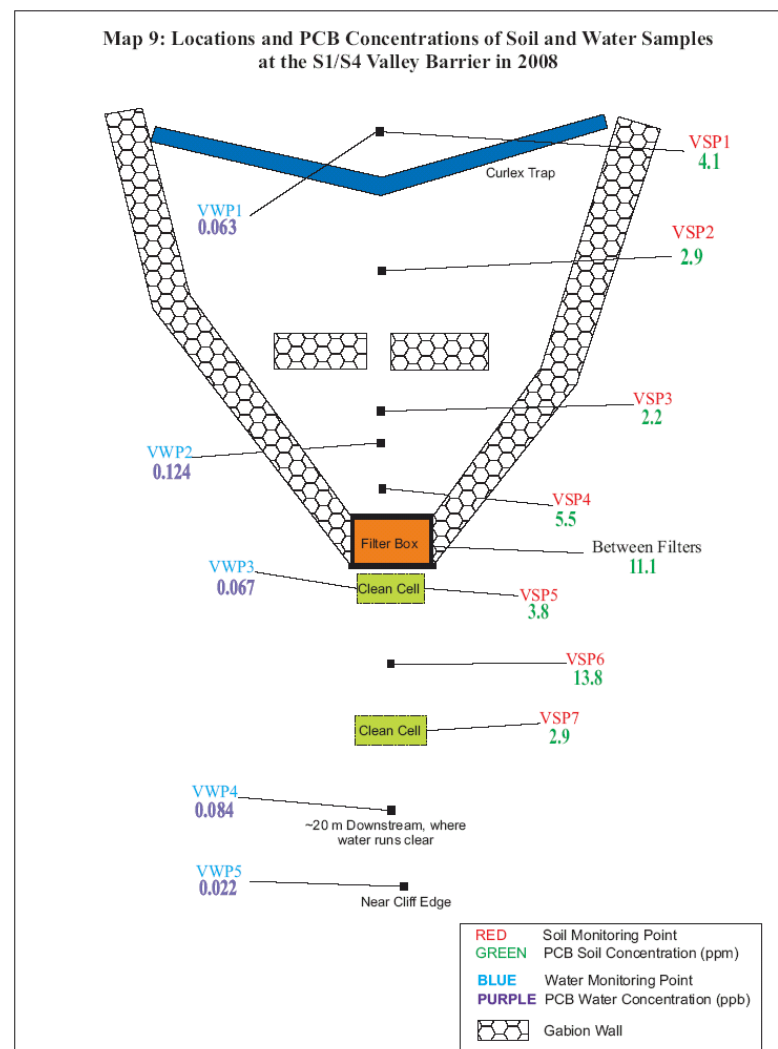 Map 9: Locations and PCB Concentrations of Soil and Water Samples
at the S1/S4 Valley Barrier in 2008
VSP1
4.1
Curlex Trap
VWP1
0.063
VSP2
2.9
VSP3
2.2
VWP2
0.124
VSP4
5.5
Filter Box
Between Filters
11.1
VWP3
0.067
Clean Cell
VSP5
3.8
VSP6
13.8
Clean Cell
VSP7
2.9
VWP4
0.084
~20 m Downstream, where
water runs clear
VWP5
0.022
Near Cliff Edge
RED Soil Monitoring Point
GREEN PCB Soil Concentration (ppm)
BLUE Water Monitoring Point
PURPLE PCB Water Concentration (ppb)
Gabion Wall